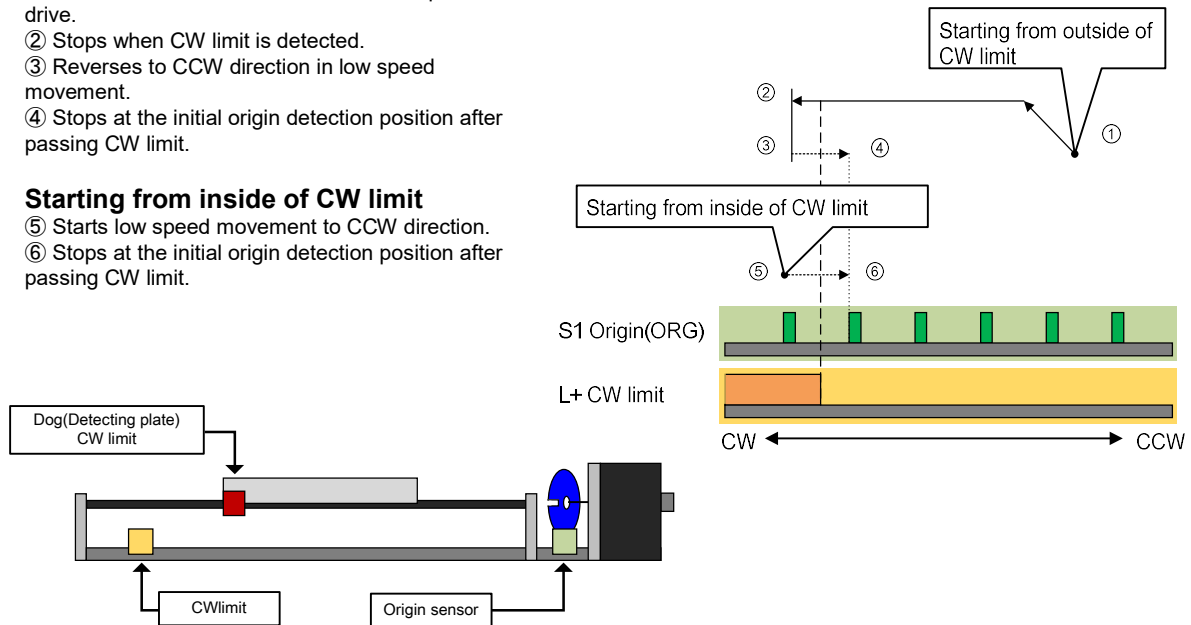 drive.
② Stops when CW limit is detected.
③ Reverses to CCW direction in low speed
movement.
④ Stops at the initial origin detection position after
passing CW limit.
Starting from inside of CW limit
⑤ Starts low speed movement to CCW direction.
⑥ Stops at the initial origin detection position after
passing CW limit.
Starting from outside of
CW limit
②
①
③
④
Starting from inside of CW limit
⑤
⑥
S1 Origin(ORG)
L+ CW limit
CW
CCW
Dog(Detecting plate)
CW limit
CWlimit
Origin sensor